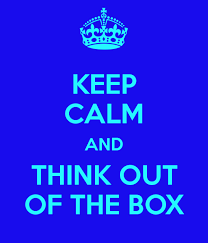 KEEP
CALM
AND
THINK OUT
OF THE BOX